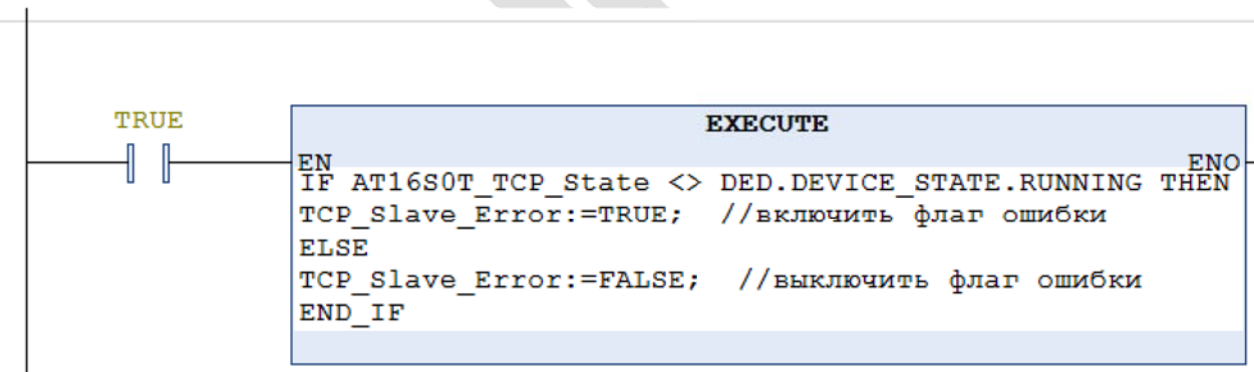 TRUE
EXECUTE
EN ENO
IF AT16S0T_TCP_State <> DED.DEVICE_STATE.RUNNING THEN
TCP_Slave_Error:=TRUE; //включить флаг ошибки
ELSE
TCP_Slave_Error:=FALSE; //выключить флаг ошибки
END_IF